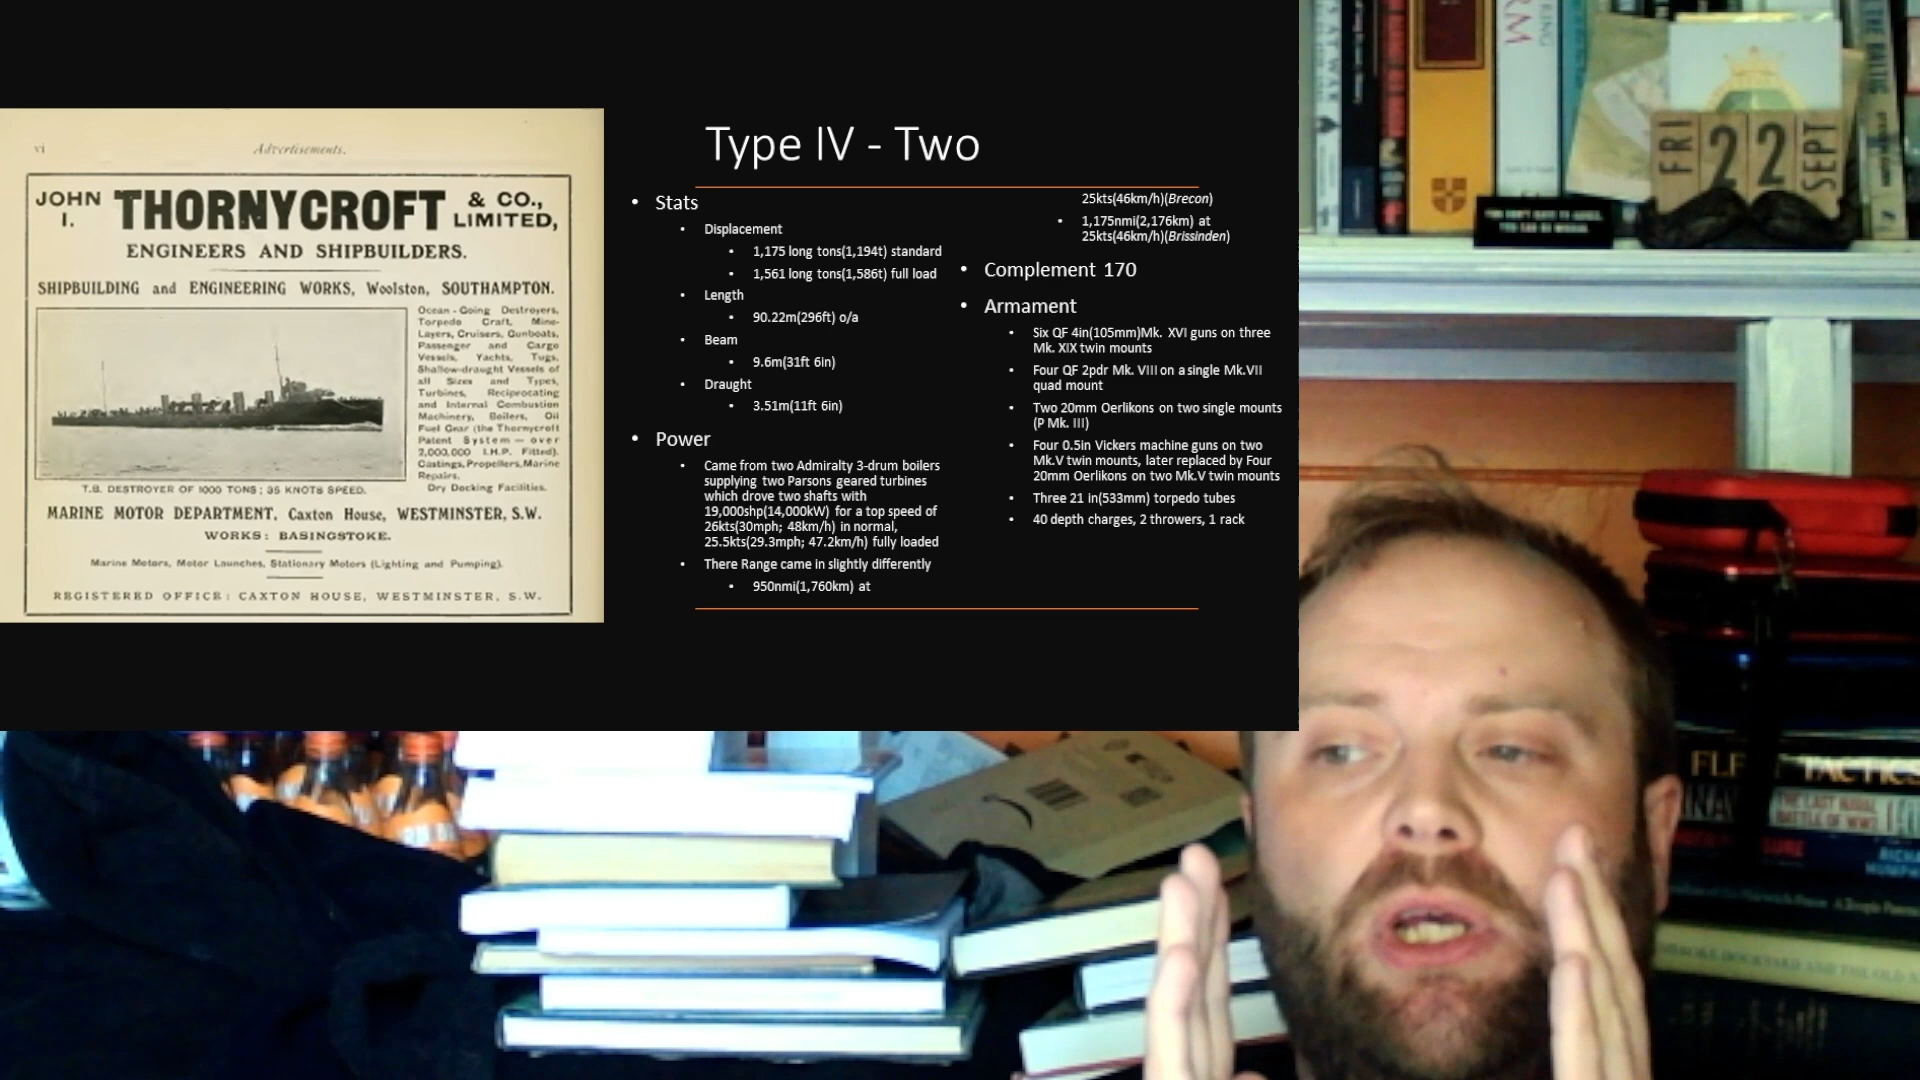 vi
Advertisements.
JOHN I. THORNYCROFT & CO., LIMITED,
ENGINEERS AND SHIPBUILDERS.
SHIPBUILDING and ENGINEERING WORKS, Woolston, SOUTHAMPTON.
Ocean-Going Destroyers,
Torpedo Craft, Mine-
Layers, Cruisers, Gunboats,
Passenger and Cargo
Vessels, Yachts, Tugs,
Shallow-draught Vessels of
all Sizes and Types,
Turbines, Reciprocating
and Internal Combustion
Machinery, Boilers, Oil
Fuel Gear (the Thornycroft
Patent System — over
2,000,000 I.H.P. Fitted).
Castings, Propellers, Marine
Repairs.
Dry Docking Facilities.
T.B. DESTROYER OF 1000 TONS; 35 KNOTS SPEED.
MARINE MOTOR DEPARTMENT, Caxton House, WESTMINSTER, S.W.
WORKS: BASINGSTOKE.
Marine Motors, Motor Launches, Stationary Motors (Lighting and Pumping).
REGISTERED OFFICE: CAXTON HOUSE, WESTMINSTER, S.W.
Type IV - Two
• Stats
• Displacement
• 1,175 long tons(1,194t) standard
• 1,561 long tons(1,586t) full load
• Length
• 90.22m(296ft) o/a
• Beam
• 9.6m(31ft 6in)
• Draught
• 3.51m(11ft 6in)
• Power
• Came from two Admiralty 3-drum boilers
supplying two Parsons geared turbines
which drove two shafts with
19,000shp(14,000kW) for a top speed of
26kts(30mph; 48km/h) in normal,
25.5kts(29.3mph; 47.2km/h) fully loaded
• There Range came in slightly differently
• 950nmi(1,760km) at
25kts(46km/h)(Brecon)
• 1,175nmi(2,176km) at
25kts(46km/h)(Brissinden)
• Complement 170
• Armament
• Six QF 4in(105mm)Mk. XVI guns on three
Mk. XIX twin mounts
• Four QF 2pdr Mk. VIII on a single Mk.VII
quad mount
• Two 20mm Oerlikons on two single mounts
(P Mk. III)
• Four 0.5in Vickers machine guns on two
Mk.V twin mounts, later replaced by Four
20mm Oerlikons on two Mk.V twin mounts
• Three 21 in(533mm) torpedo tubes
• 40 depth charges, 2 throwers, 1 rack
FRI
22
SEPT
THE BALTIC
TACTICS
THE LAST NAVAL
BATTLE OF WW1